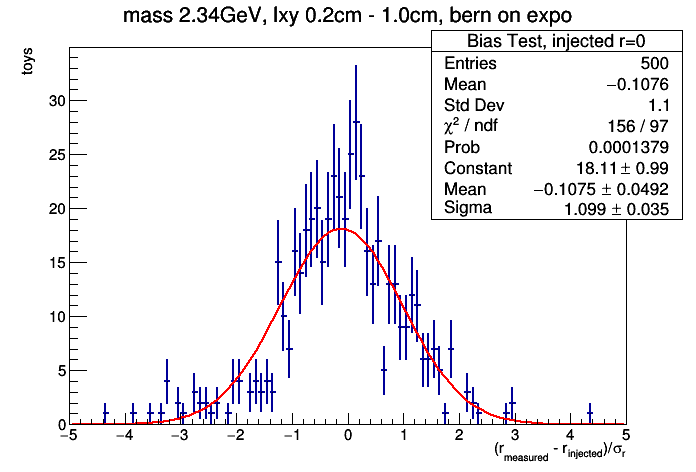 mass 2.34GeV, lxy 0.2cm - 1.0cm, bern on expo
Bias Test, injected r=0
Entries 500
Mean −0.1076
Std Dev 1.1
χ² / ndf 156 / 97
Prob 0.0001379
Constant 18.11 ± 0.99
Mean −0.1075 ± 0.0492
Sigma 1.099 ± 0.035
toys
30
25
20
15
10
5
0
−5 −4 −3 −2 −1 0 1 2 3 4 5
(r_measured - r_injected)/σ_r